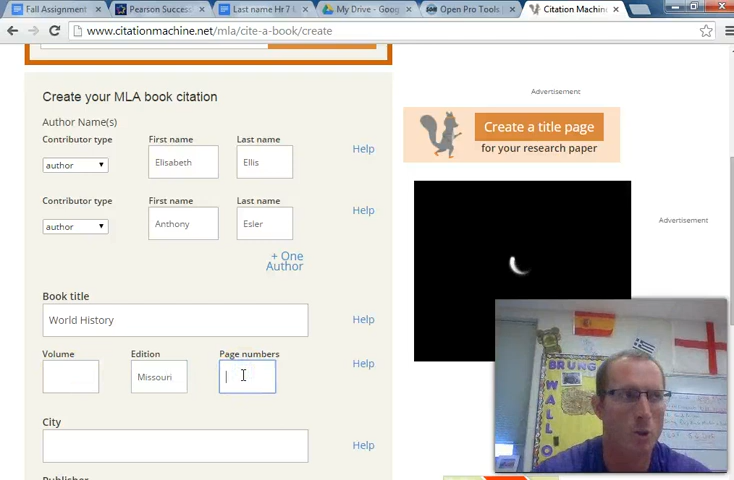 Fall Assignment
Pearson Succes
Last name Hr 7
My Drive - Goog
Open Pro Tools
Citation Machin
www.citationmachine.net/mla/cite-a-book/create
Create your MLA book citation
Advertisement
Author Name(s)
Contributor type First name Last name
Help
author Elisabeth Ellis
Create a title page
for your research paper
Contributor type First name Last name
Help
author Anthony Esler
Advertisement
+ One
Author
Book title
World History
Help
Volume Edition Page numbers
Help
Missouri
BRUNG
WALL
City
Help